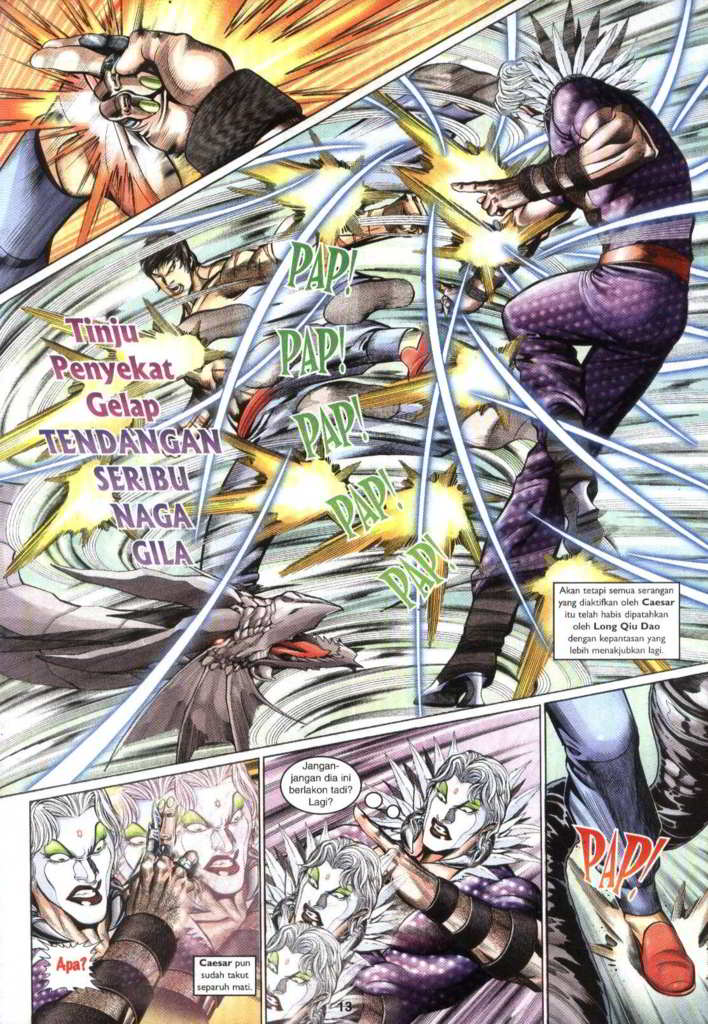 PAP!
PAP!
PAP!
PAP!
PAP!
Tinju
Penyekat
Gelap
TENDANGAN
SERIBU
NAGA
GILA
Akan tetapi semua serangan
yang diaktifkan oleh Caesar
itu telah habis dipatahkan
oleh Long Qiu Dao
dengan kepantasan yang
lebih menakjubkan lagi.
Apa?
Caesar pun
sudah takut
separuh mati.
Jangan-
jangan dia ini
berlakon tadi?
Lagi?
PAP!
13